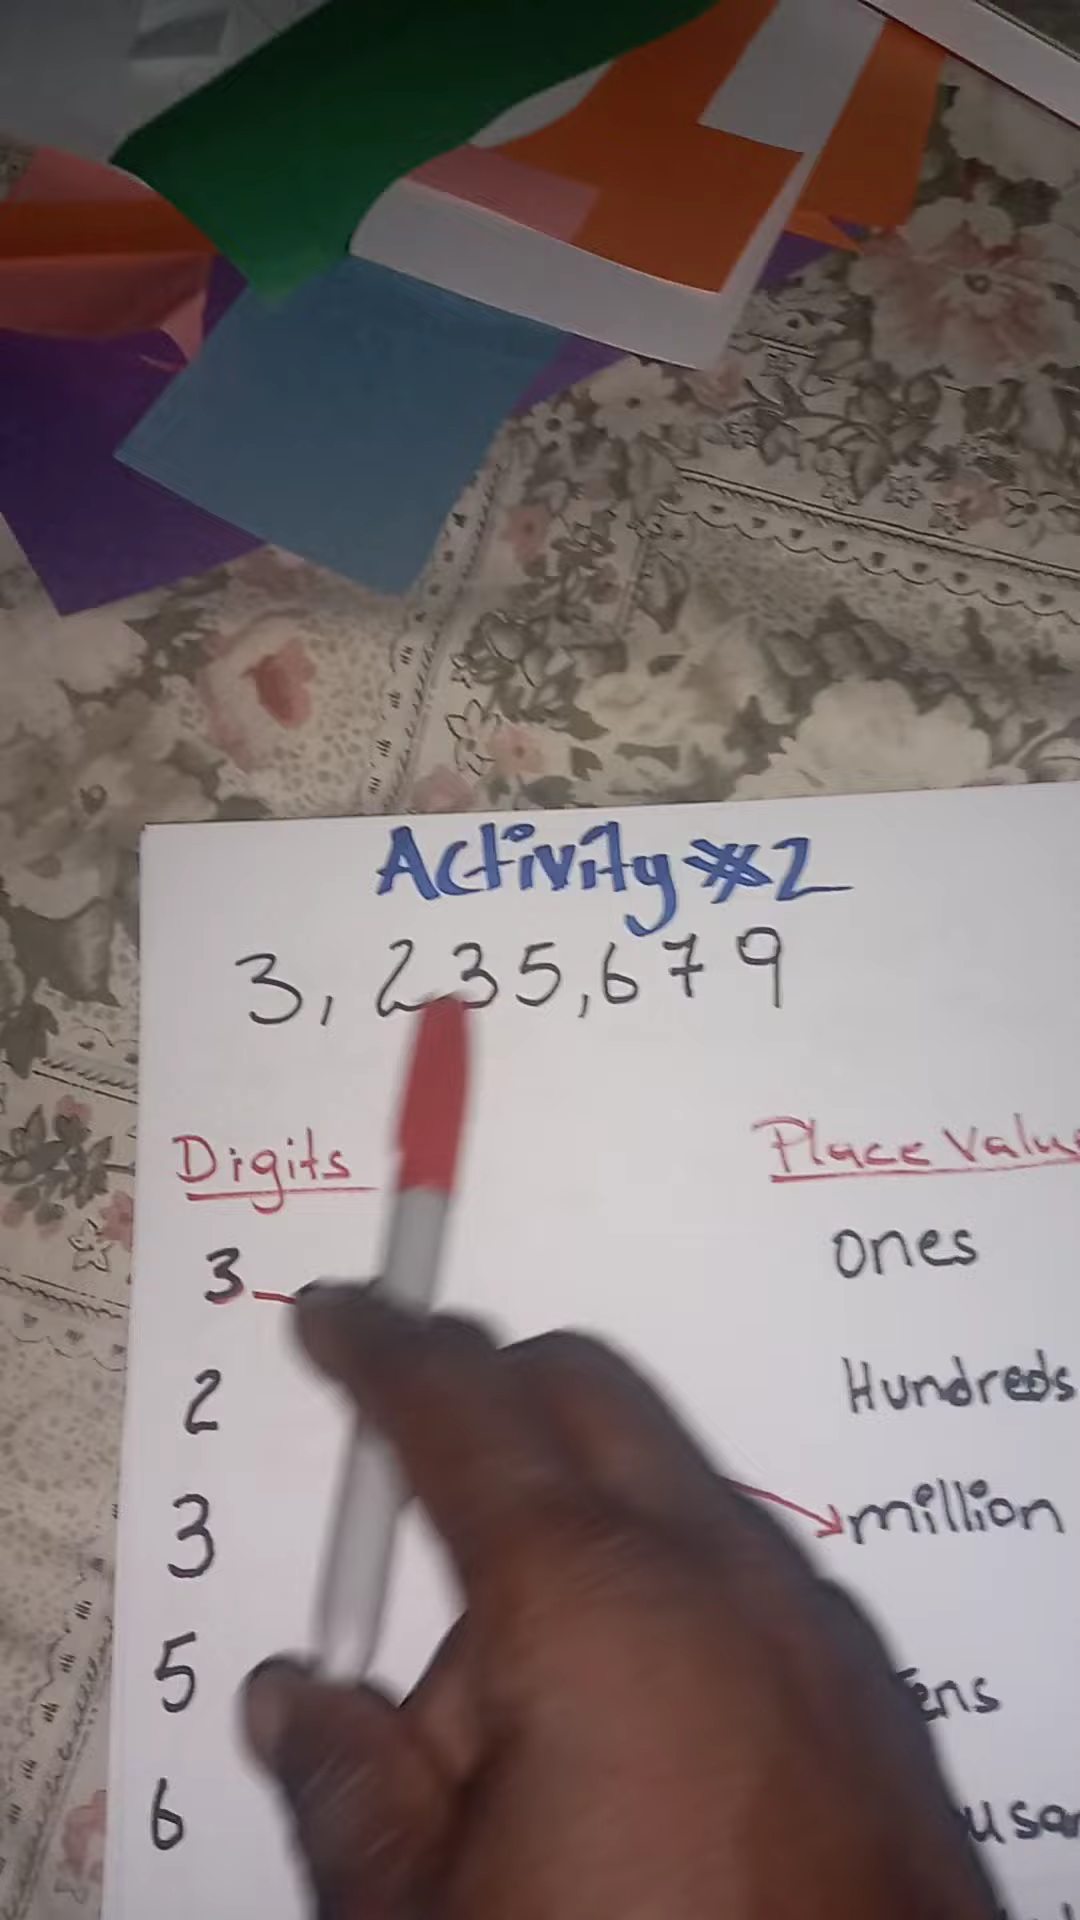 Activity #2
3, 235,679
Digits
Place Value
3
ones
2
Hundreds
3
million
5
6